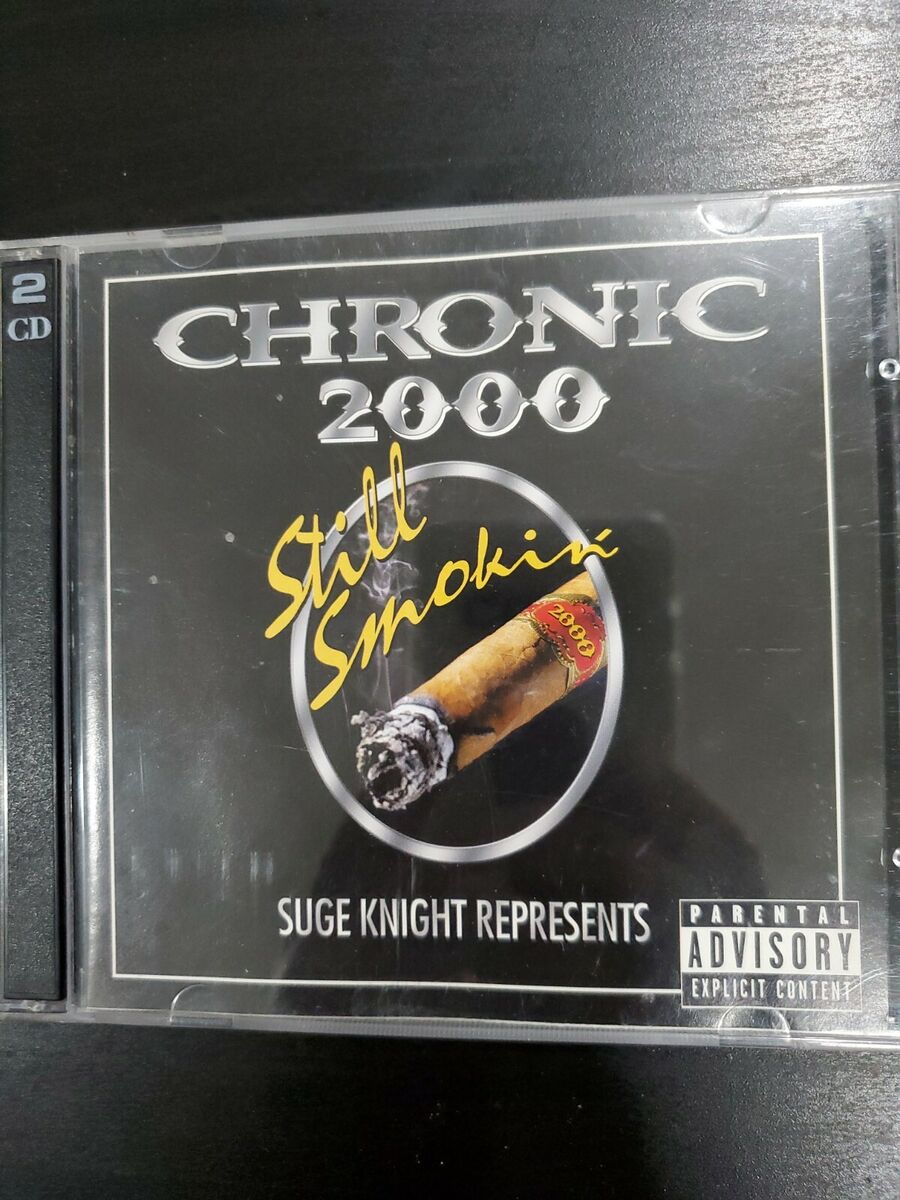 2
CD
CHRONIC
2000
Still
Smokin'
2000
SUGE KNIGHT REPRESENTS
PARENTAL
ADVISORY
EXPLICIT CONTENT